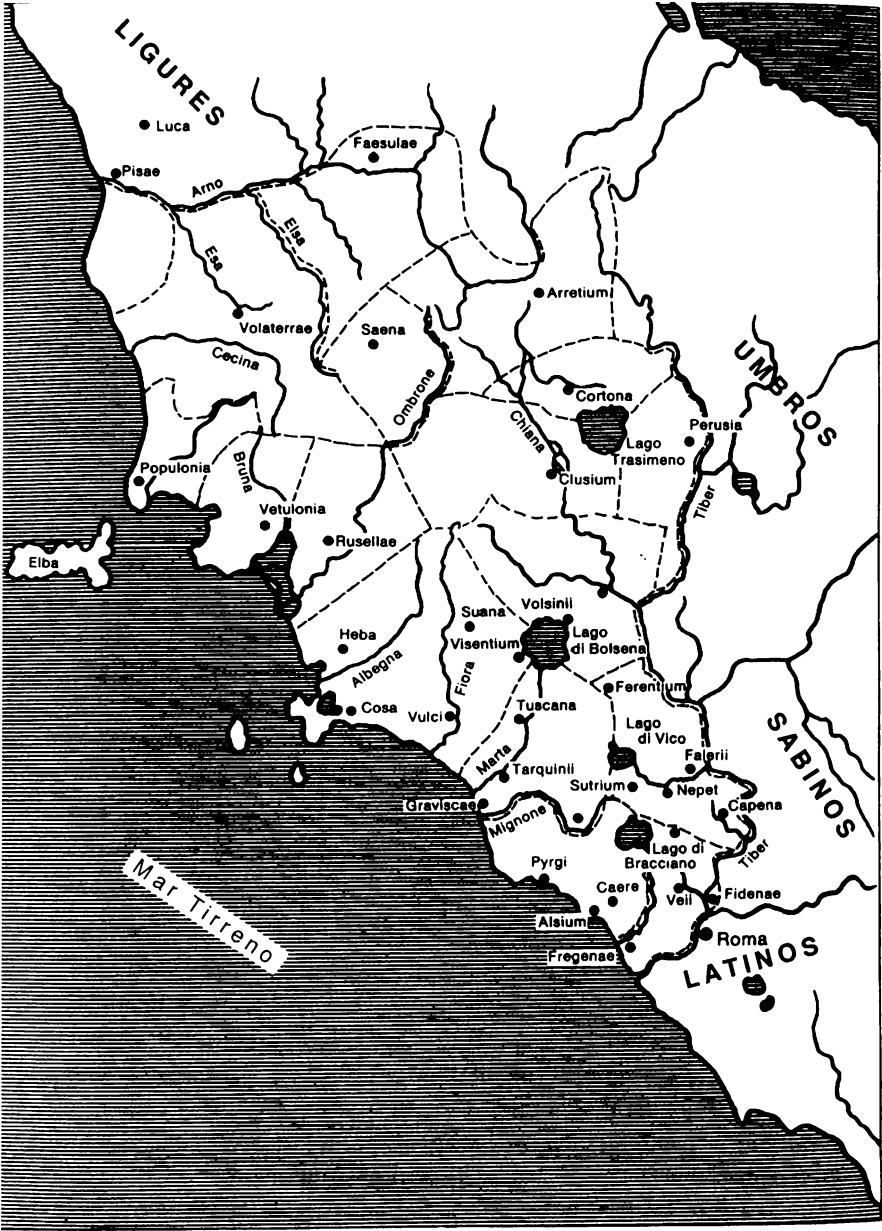 LIGURES
Luca
Faesulae
Pisae
Arno
Elsa
Esa
Arretium
Volaterrae
Saena
Cecina
UMBROS
Ombrone
Cortona
Chiana
Perusia
Lago
Trasimeno
Populonia
Bruna
Clusium
Tiber
Vetulonia
Rusellae
Elba
Suana
Volsinii
Lago
di Bolsena
Heba
Visentium
Albegna
Fiora
Ferentium
Cosa
Vulci
Tuscana
Lago
di Vico
SABINOS
Marta
Falerii
Tarquinii
Sutrium
Nepet
Graviscae
Capena
Mignone
Lago di
Bracciano
Tiber
Pyrgi
Mar Tirreno
Caere
Veil
Fidenae
Alsium
Roma
Fregenae
LATINOS